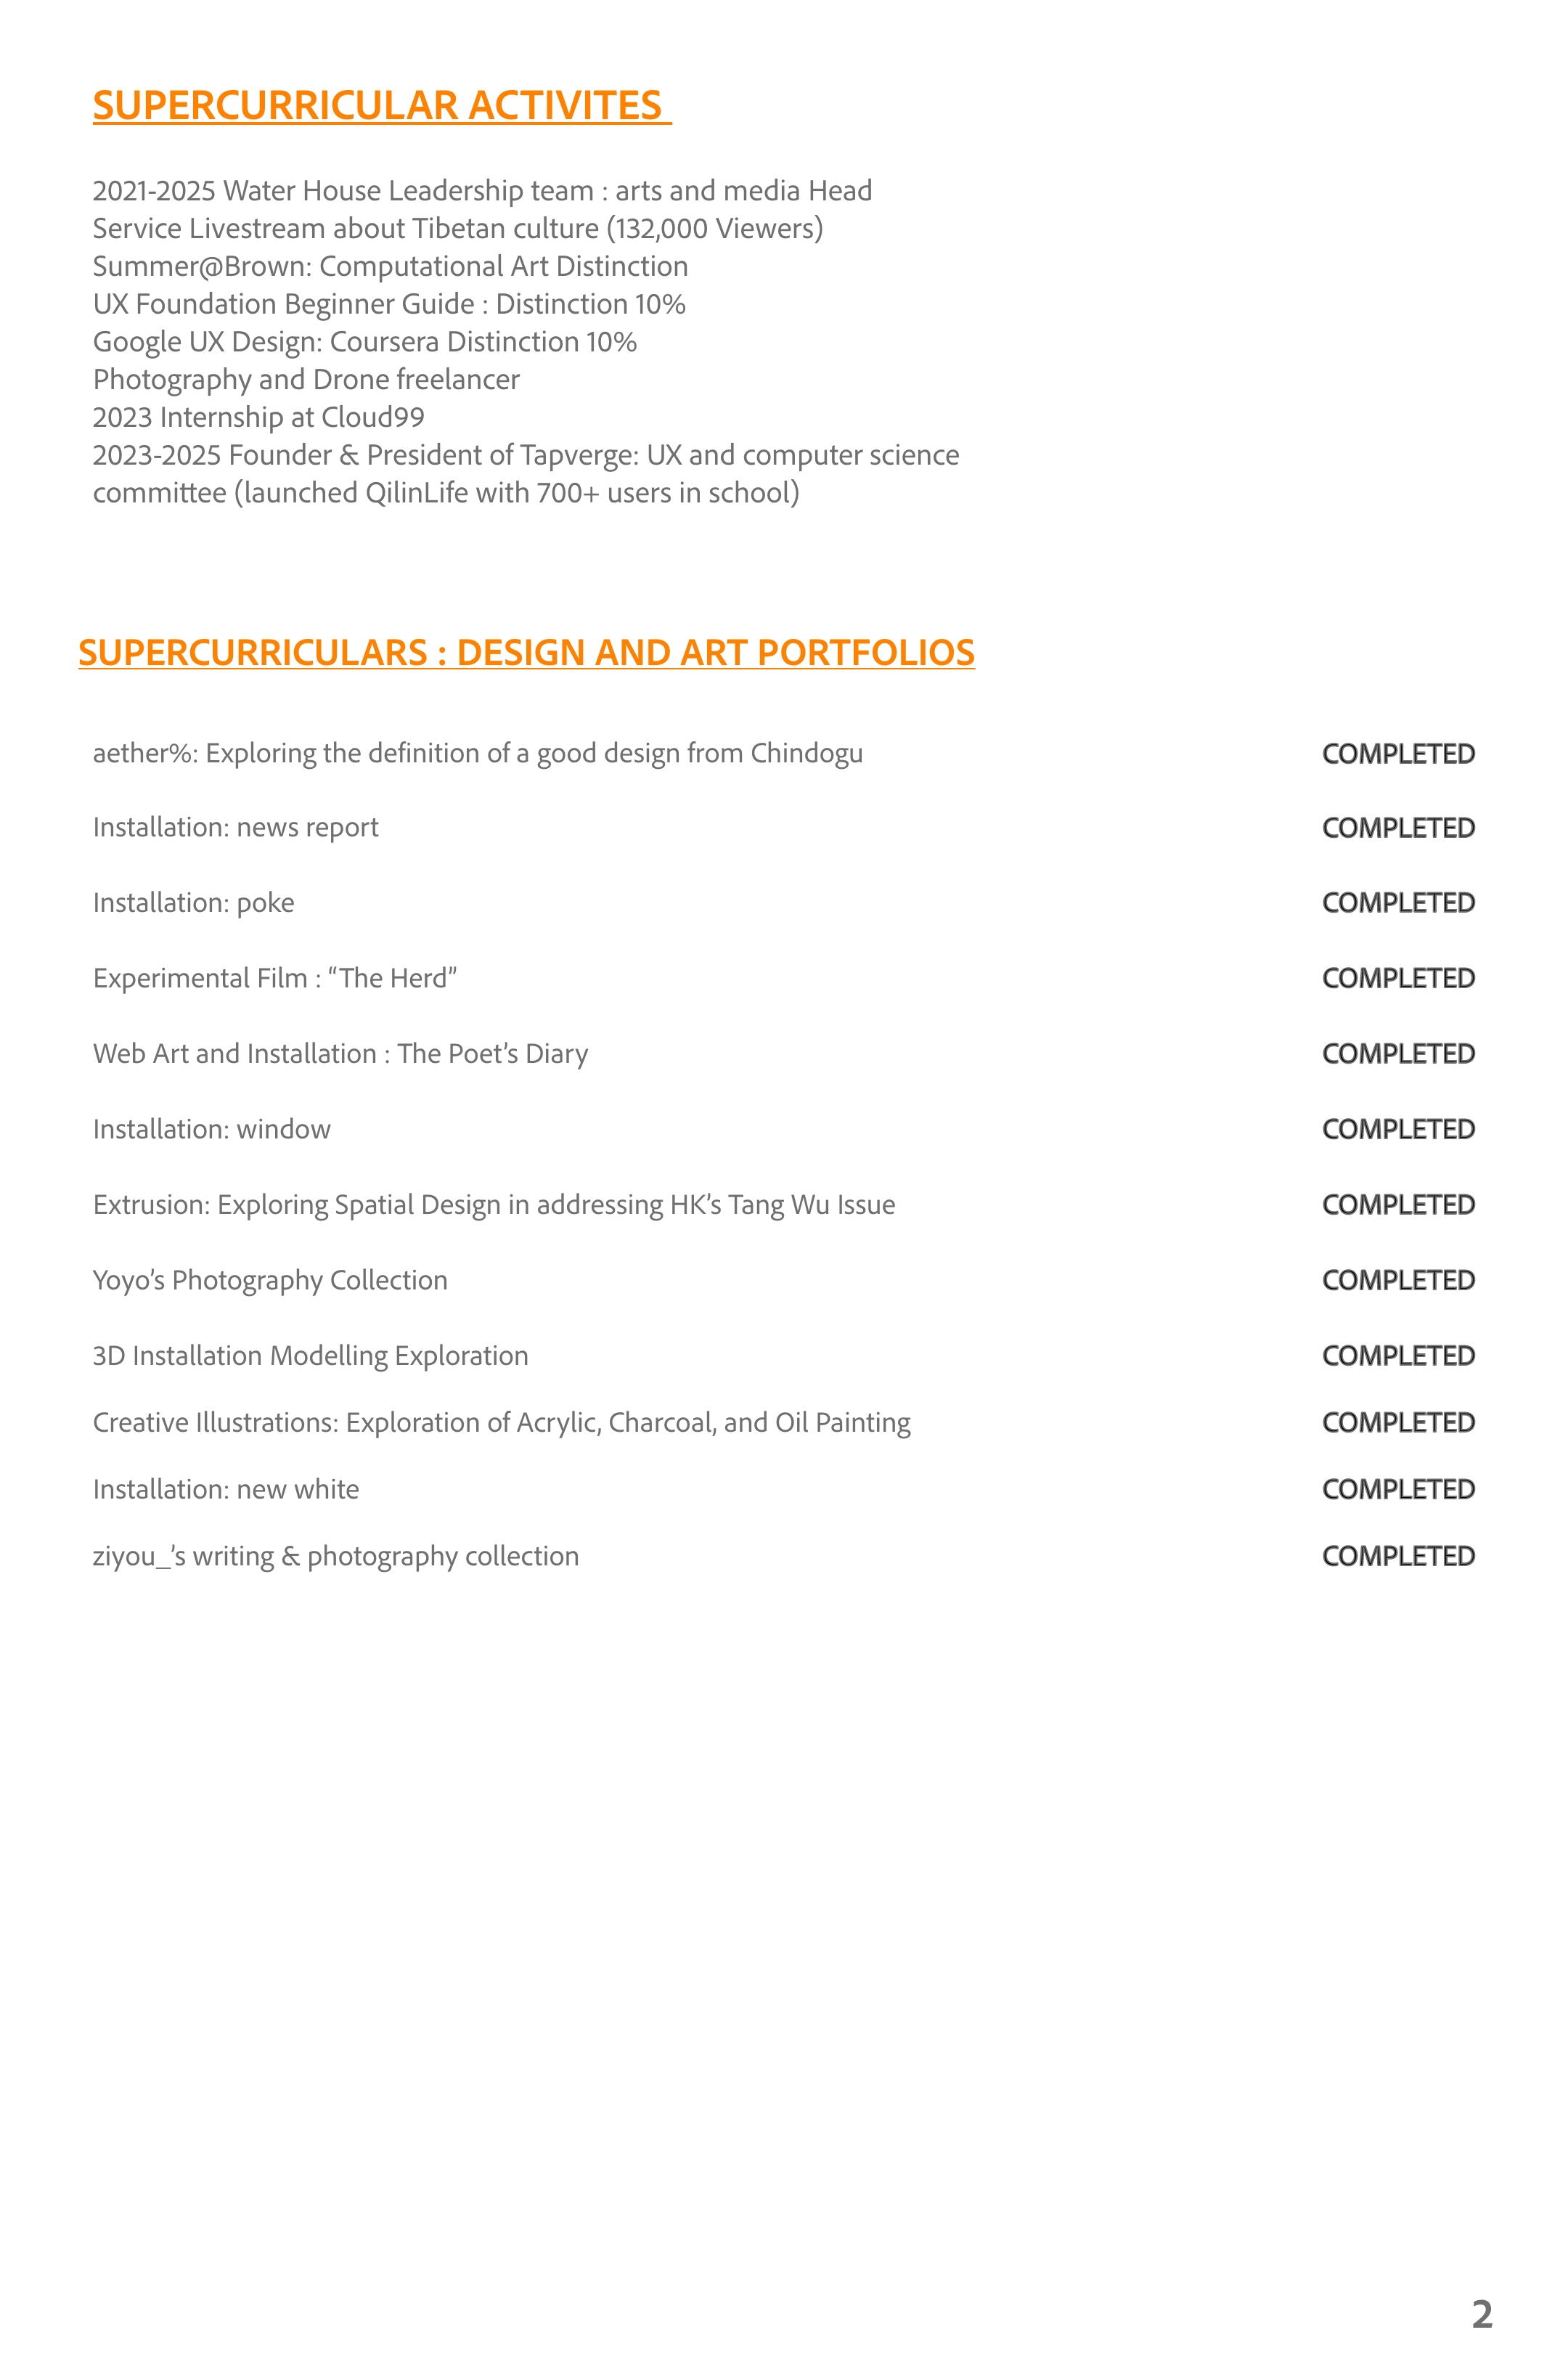 SUPERCURRICULAR ACTIVITES
2021-2025 Water House Leadership team : arts and media Head
Service Livestream about Tibetan culture (132,000 Viewers)
Summer@Brown: Computational Art Distinction
UX Foundation Beginner Guide : Distinction 10%
Google UX Design: Coursera Distinction 10%
Photography and Drone freelancer
2023 Internship at Cloud99
2023-2025 Founder & President of Tapverge: UX and computer science
committee (launched QilinLife with 700+ users in school)
SUPERCURRICULARS : DESIGN AND ART PORTFOLIOS
aether%: Exploring the definition of a good design from Chindogu COMPLETED
Installation: news report COMPLETED
Installation: poke COMPLETED
Experimental Film : “The Herd” COMPLETED
Web Art and Installation : The Poet’s Diary COMPLETED
Installation: window COMPLETED
Extrusion: Exploring Spatial Design in addressing HK’s Tang Wu Issue COMPLETED
Yoyo’s Photography Collection COMPLETED
3D Installation Modelling Exploration COMPLETED
Creative Illustrations: Exploration of Acrylic, Charcoal, and Oil Painting COMPLETED
Installation: new white COMPLETED
ziyou_’s writing & photography collection COMPLETED
2